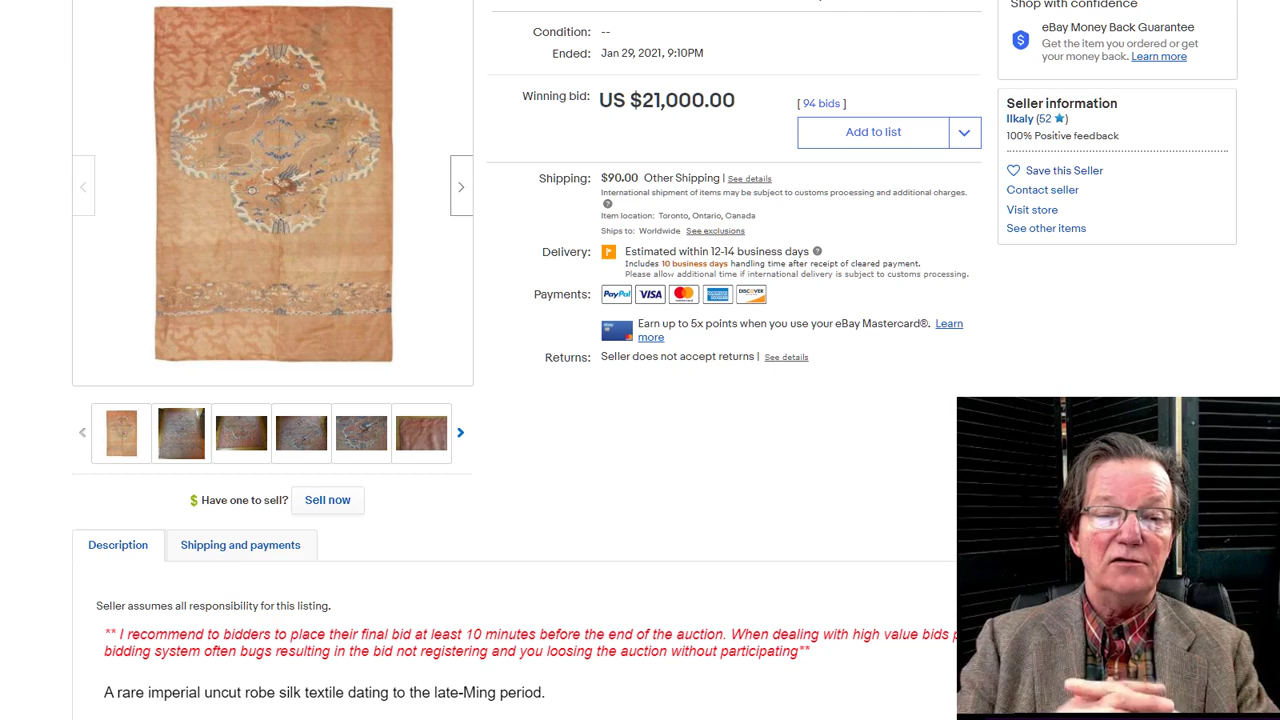 Shop with confidence
Condition: --
eBay Money Back Guarantee
Get the item you ordered or get
your money back. Learn more
Ended: Jan 29, 2021, 9:10PM
Winning bid: US $21,000.00 [ 94 bids ]
Add to list
Seller information
llkaly (52 ★)
100% Positive feedback
Save this Seller
Contact seller
Visit store
See other items
Shipping: $90.00 Other Shipping | See details
International shipment of items may be subject to customs processing and additional charges.
Item location: Toronto, Ontario, Canada
Ships to: Worldwide See exclusions
Delivery: Estimated within 12-14 business days
Includes 10 business days handling time after receipt of cleared payment.
Please allow additional time if international delivery is subject to customs processing.
Payments: PayPal VISA mastercard DISCOVER
Earn up to 5x points when you use your eBay Mastercard®. Learn
more
Returns: Seller does not accept returns | See details
$ Have one to sell? Sell now
Description Shipping and payments
Seller assumes all responsibility for this listing.
** I recommend to bidders to place their final bid at least 10 minutes before the end of the auction. When dealing with high value bids
bidding system often bugs resulting in the bid not registering and you loosing the auction without participating**
A rare imperial uncut robe silk textile dating to the late-Ming period.